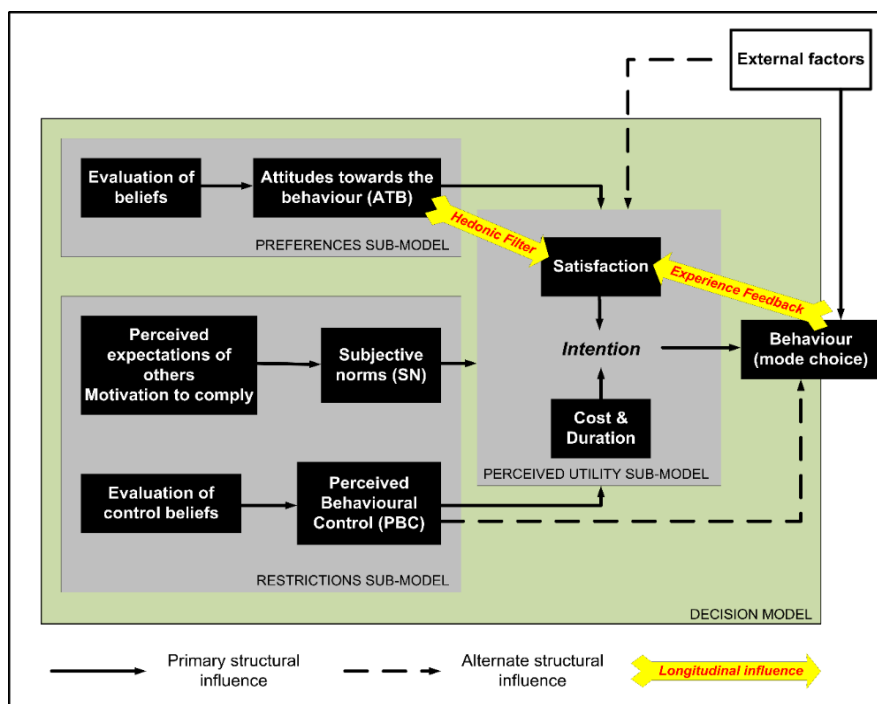 External factors
Evaluation of
beliefs
Attitudes towards the
behaviour (ATB)
PREFERENCES SUB-MODEL
Hedonic Filter
Satisfaction
Experience Feedback
Perceived
expectations of
others
Motivation to comply
Subjective
norms (SN)
Intention
Behaviour
(mode choice)
Cost &
Duration
PERCEIVED UTILITY SUB-MODEL
Evaluation of
control beliefs
Perceived
Behavioural
Control (PBC)
RESTRICTIONS SUB-MODEL
DECISION MODEL
Primary structural
influence
Alternate structural
influence
Longitudinal influence